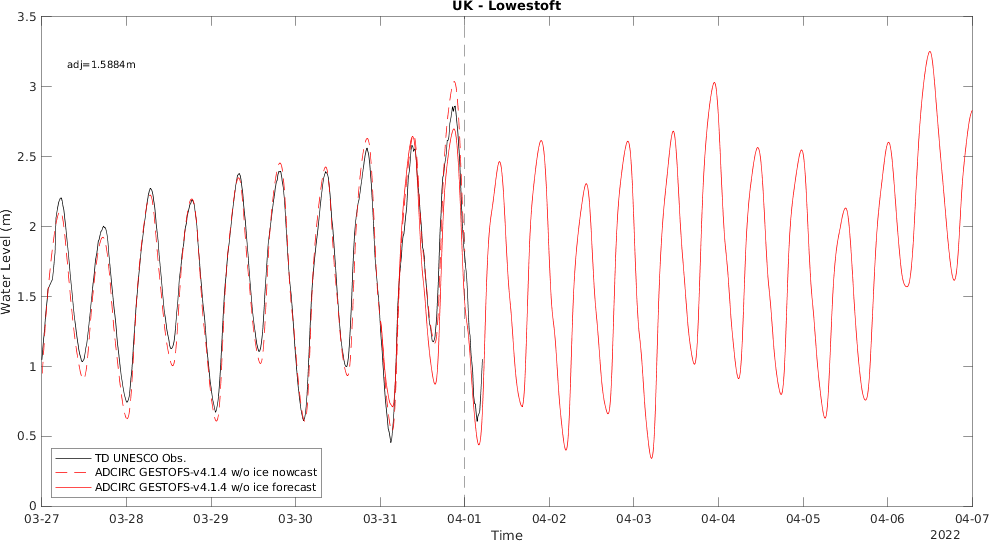 UK - Lowestoft
3.5
3
2.5
2
1.5
1
0.5
0
Water Level (m)
adj=1.5884m
TD UNESCO Obs.
ADCIRC GESTOFS-v4.1.4 w/o ice nowcast
ADCIRC GESTOFS-v4.1.4 w/o ice forecast
03-27 03-28 03-29 03-30 03-31 04-01 04-02 04-03 04-04 04-05 04-06 04-07
Time
2022